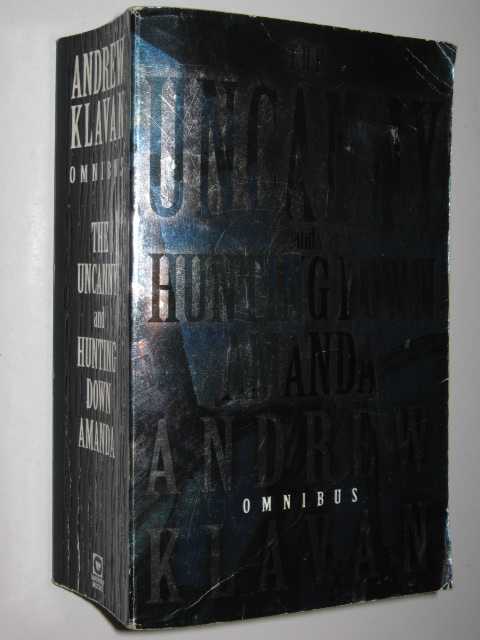 ANDREW
KLAVAN
OMNIBUS
THE
UNCANNY
and
HUNTING
DOWN
AMANDA
THE
UNCANNY
and
HUNTING DOWN
AMANDA
ANDREW
OMNIBUS
KLAVAN